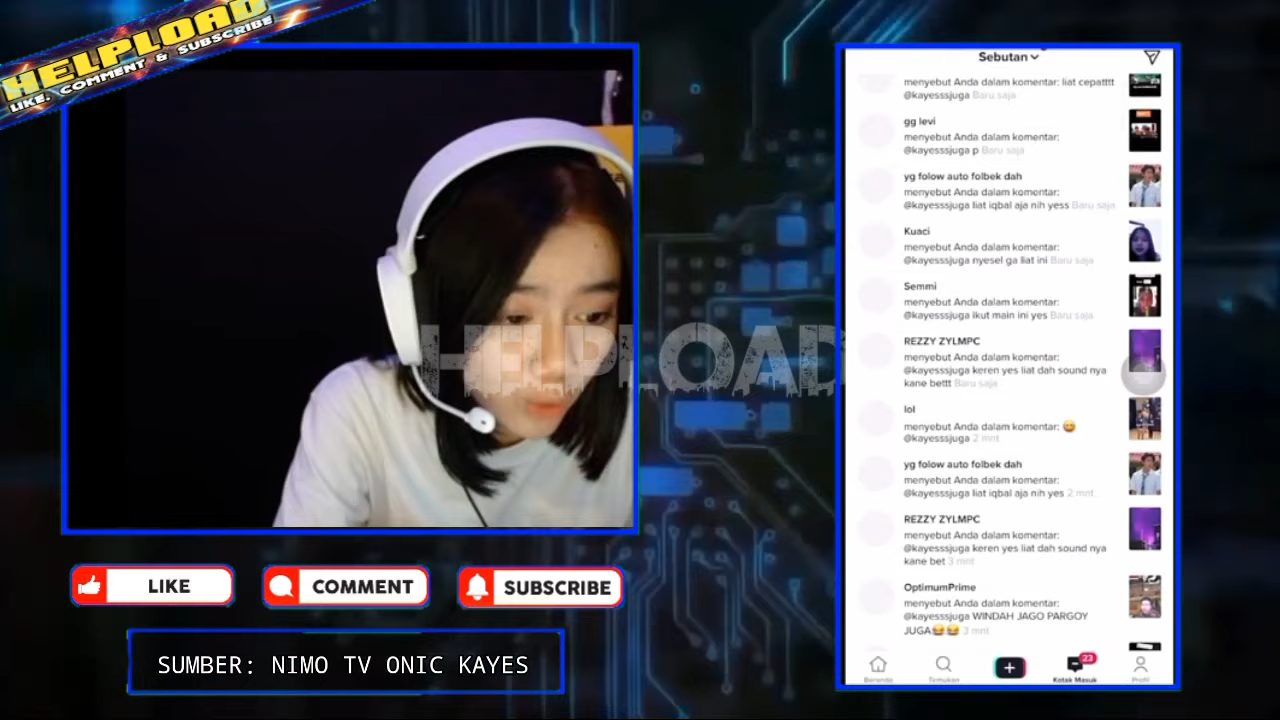 HELPLOAD
LIKE, COMMENT & SUBSCRIBE
HELPLOAD
LIKE
COMMENT
SUBSCRIBE
SUMBER: NIMO TV ONIC KAYES
Sebutan
menyebut Anda dalam komentar: liat cepatttt
@kayesssjuga Baru saja
gg levi
menyebut Anda dalam komentar:
@kayesssjuga p Baru saja
yg folow auto folbek dah
menyebut Anda dalam komentar:
@kayesssjuga liat iqbal aja nih yess Baru saja
Kuaci
menyebut Anda dalam komentar:
@kayesssjuga nyesel ga liat ini Baru saja
Semmi
menyebut Anda dalam komentar:
@kayesssjuga ikut main ini yes Baru saja
REZZY ZYLMPC
menyebut Anda dalam komentar:
@kayesssjuga keren yes liat dah sound nya
kane bettt Baru saja
lol
menyebut Anda dalam komentar: 😄
@kayesssjuga 2 mnt
yg folow auto folbek dah
menyebut Anda dalam komentar:
@kayesssjuga liat iqbal aja nih yes 2 mnt
REZZY ZYLMPC
menyebut Anda dalam komentar:
@kayesssjuga keren yes liat dah sound nya
kane bet 3 mnt
OptimumPrime
menyebut Anda dalam komentar:
@kayesssjuga WINDAH JAGO PARGOY
JUGA😂😂 3 mnt
23
Beranda
Temukan
Kotak Masuk
Profil